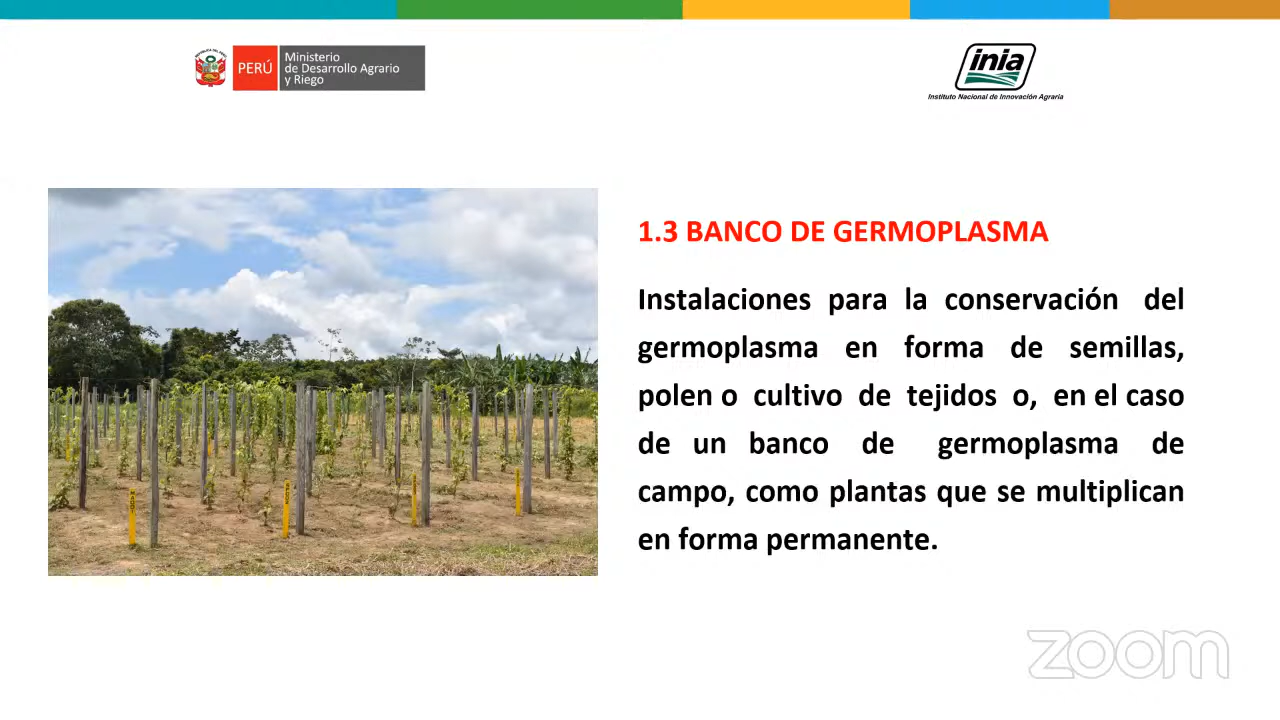 PERÚ
Ministerio
de Desarrollo Agrario
y Riego
inia
Instituto Nacional de Innovación Agraria
1.3 BANCO DE GERMOPLASMA
Instalaciones para la conservación del
germoplasma en forma de semillas,
polen o cultivo de tejidos o, en el caso
de un banco de germoplasma de
campo, como plantas que se multiplican
en forma permanente.
zoom